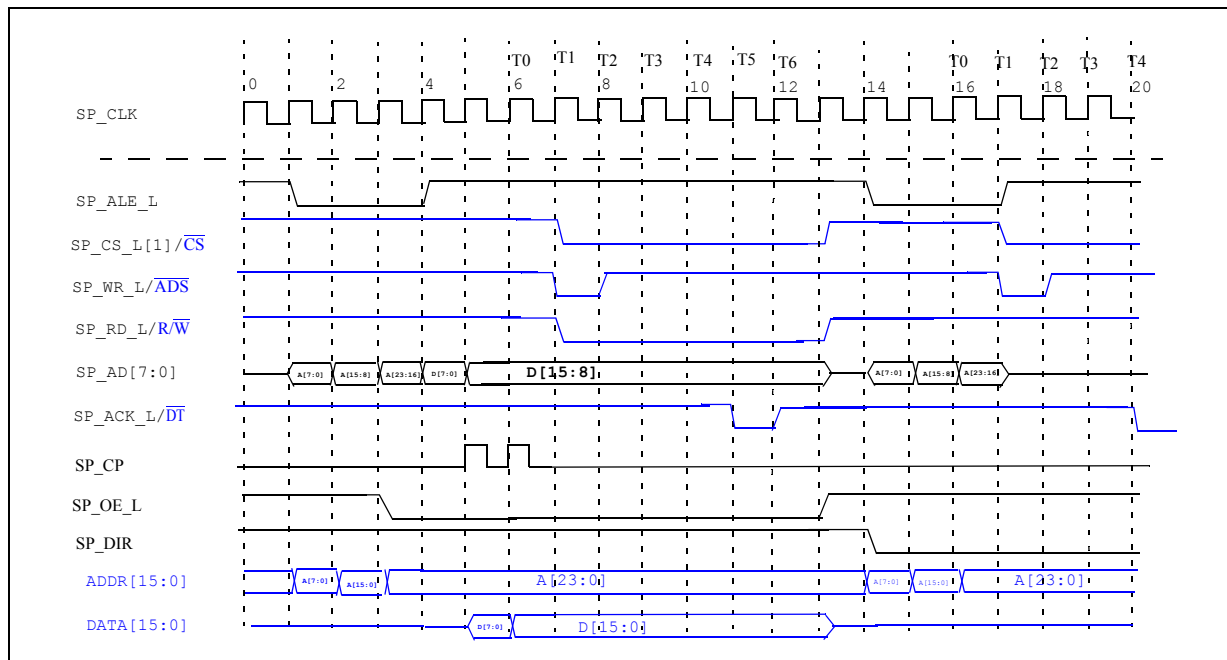 T0 T1 T2 T3 T4 T5 T6 T0 T1 T2 T3 T4
0 2 4 6 8 10 12 14 16 18 20
SP_CLK
SP_ALE_L
SP_CS_L[1]/CS
SP_WR_L/ADS
SP_RD_L/R/W
SP_AD[7:0] A[7:0] A[15:8] A[23:16] D[7:0] D[15:8] A[7:0] A[15:8] A[23:16]
SP_ACK_L/DT
SP_CP
SP_OE_L
SP_DIR
ADDR[15:0] A[7:0] A[15:0] A[23:0] A[7:0] A[15:0] A[23:0]
DATA[15:0] D[7:0] D[15:0]